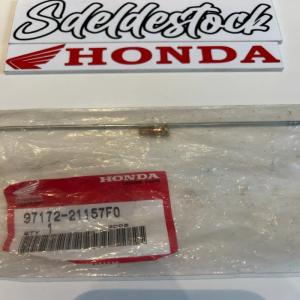 Sdeldestock
HONDA
HONDA
97172-21157F0
QTY 1